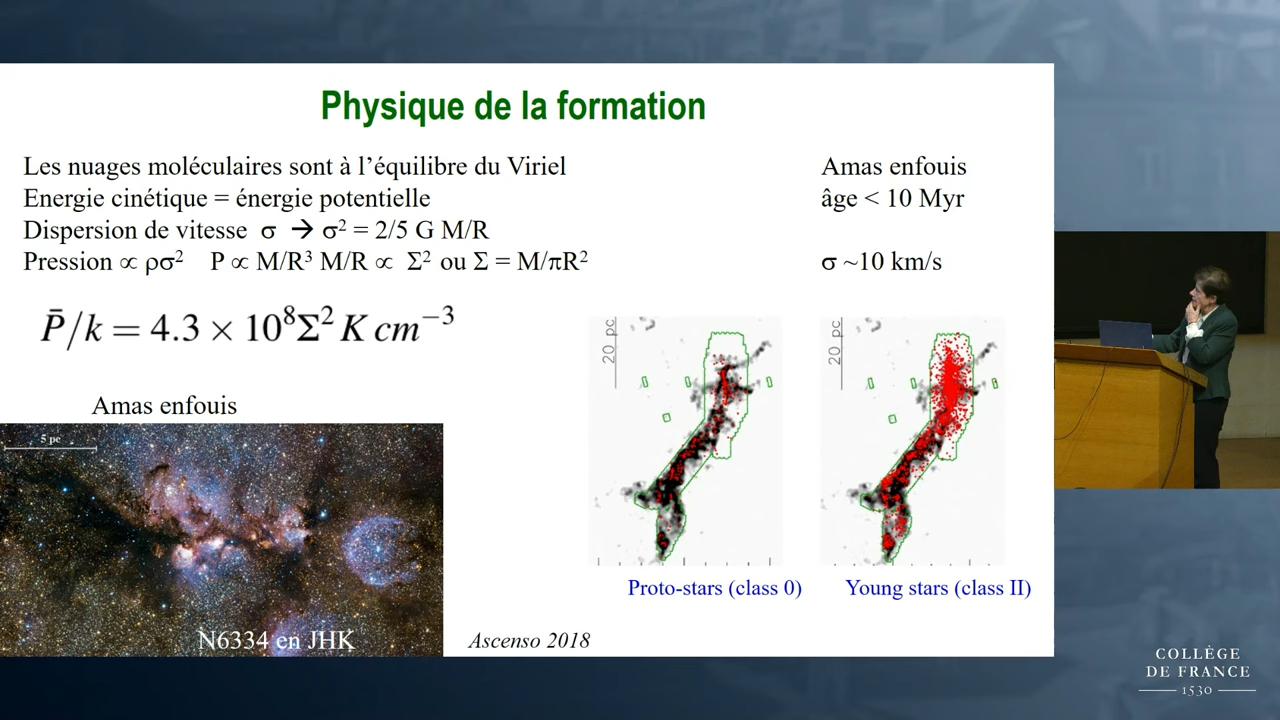 Physique de la formation
Les nuages moléculaires sont à l’équilibre du Viriel
Energie cinétique = énergie potentielle
Dispersion de vitesse σ → σ² = 2/5 G M/R
Pression ∝ ρσ² P ∝ M/R³ M/R ∝ Σ² ou Σ = M/πR²
Amas enfouis
âge < 10 Myr
σ ~10 km/s
P̄/k = 4.3 × 10⁸Σ² K cm⁻³
Amas enfouis
5 pc
N6334 en JHK
20 pc
20 pc
Proto-stars (class 0)
Young stars (class II)
Ascenso 2018
COLLÈGE
DE FRANCE
1530